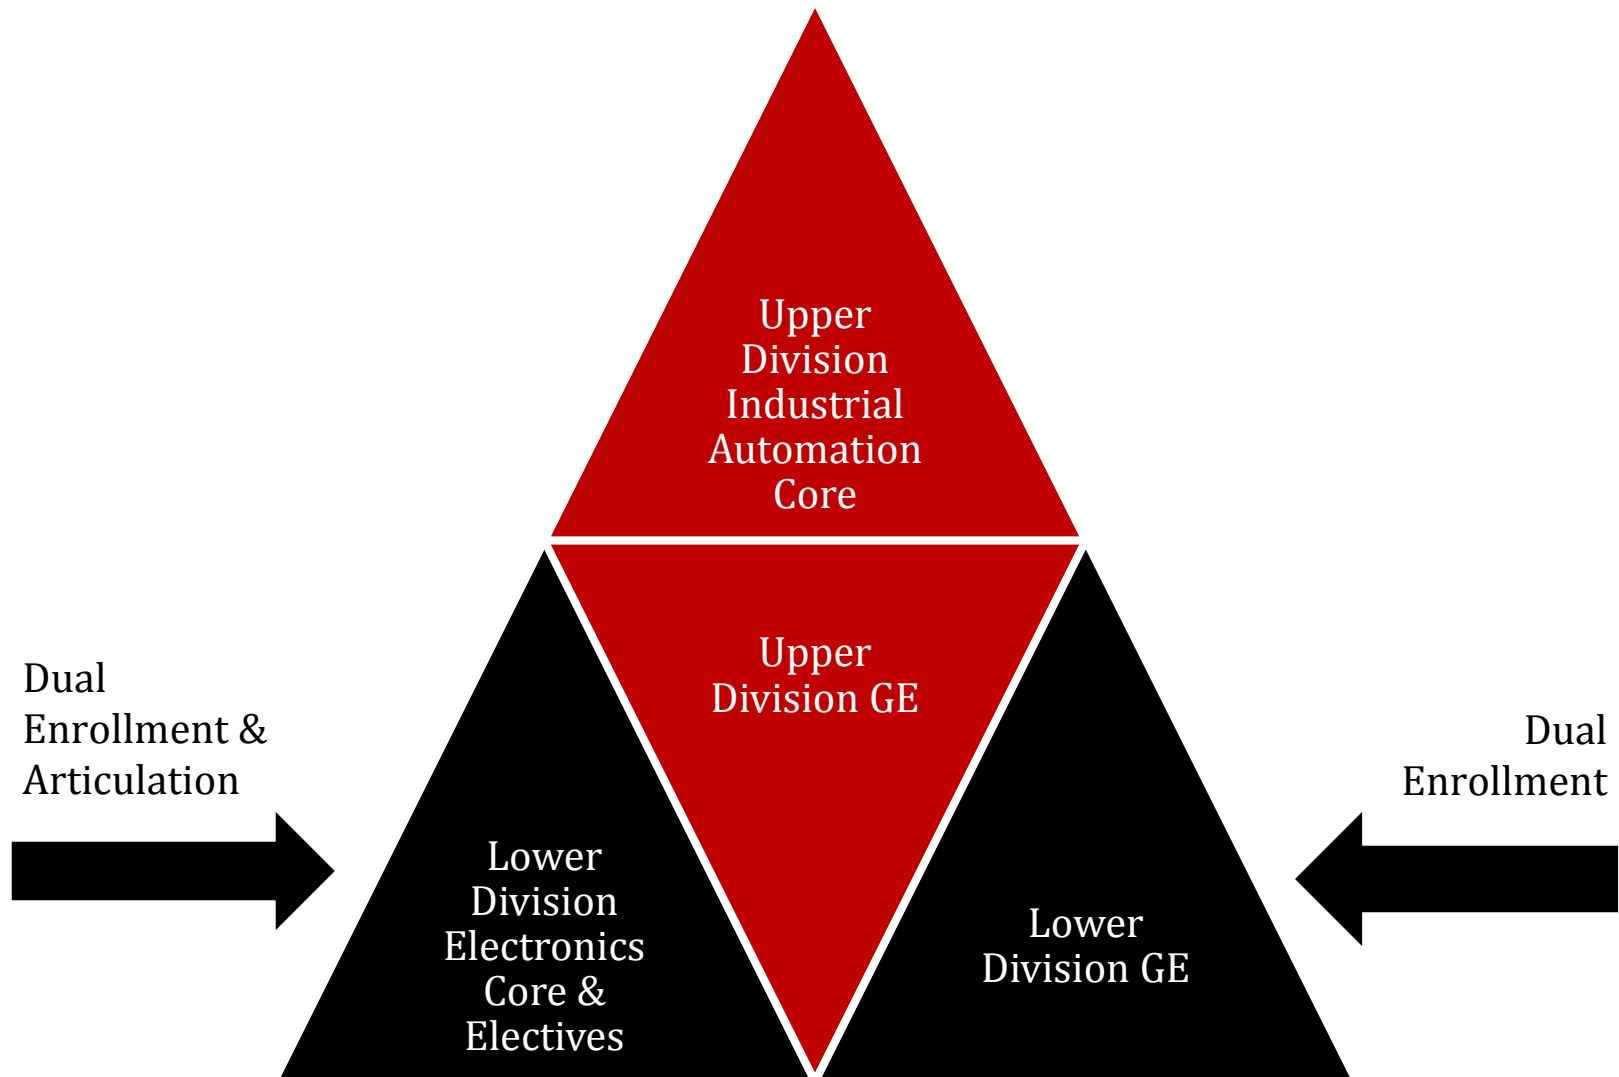 Upper
Division
Industrial
Automation
Core
Upper
Division GE
Dual
Enrollment &
Articulation
Dual
Enrollment
Lower
Division
Electronics
Core &
Electives
Lower
Division GE